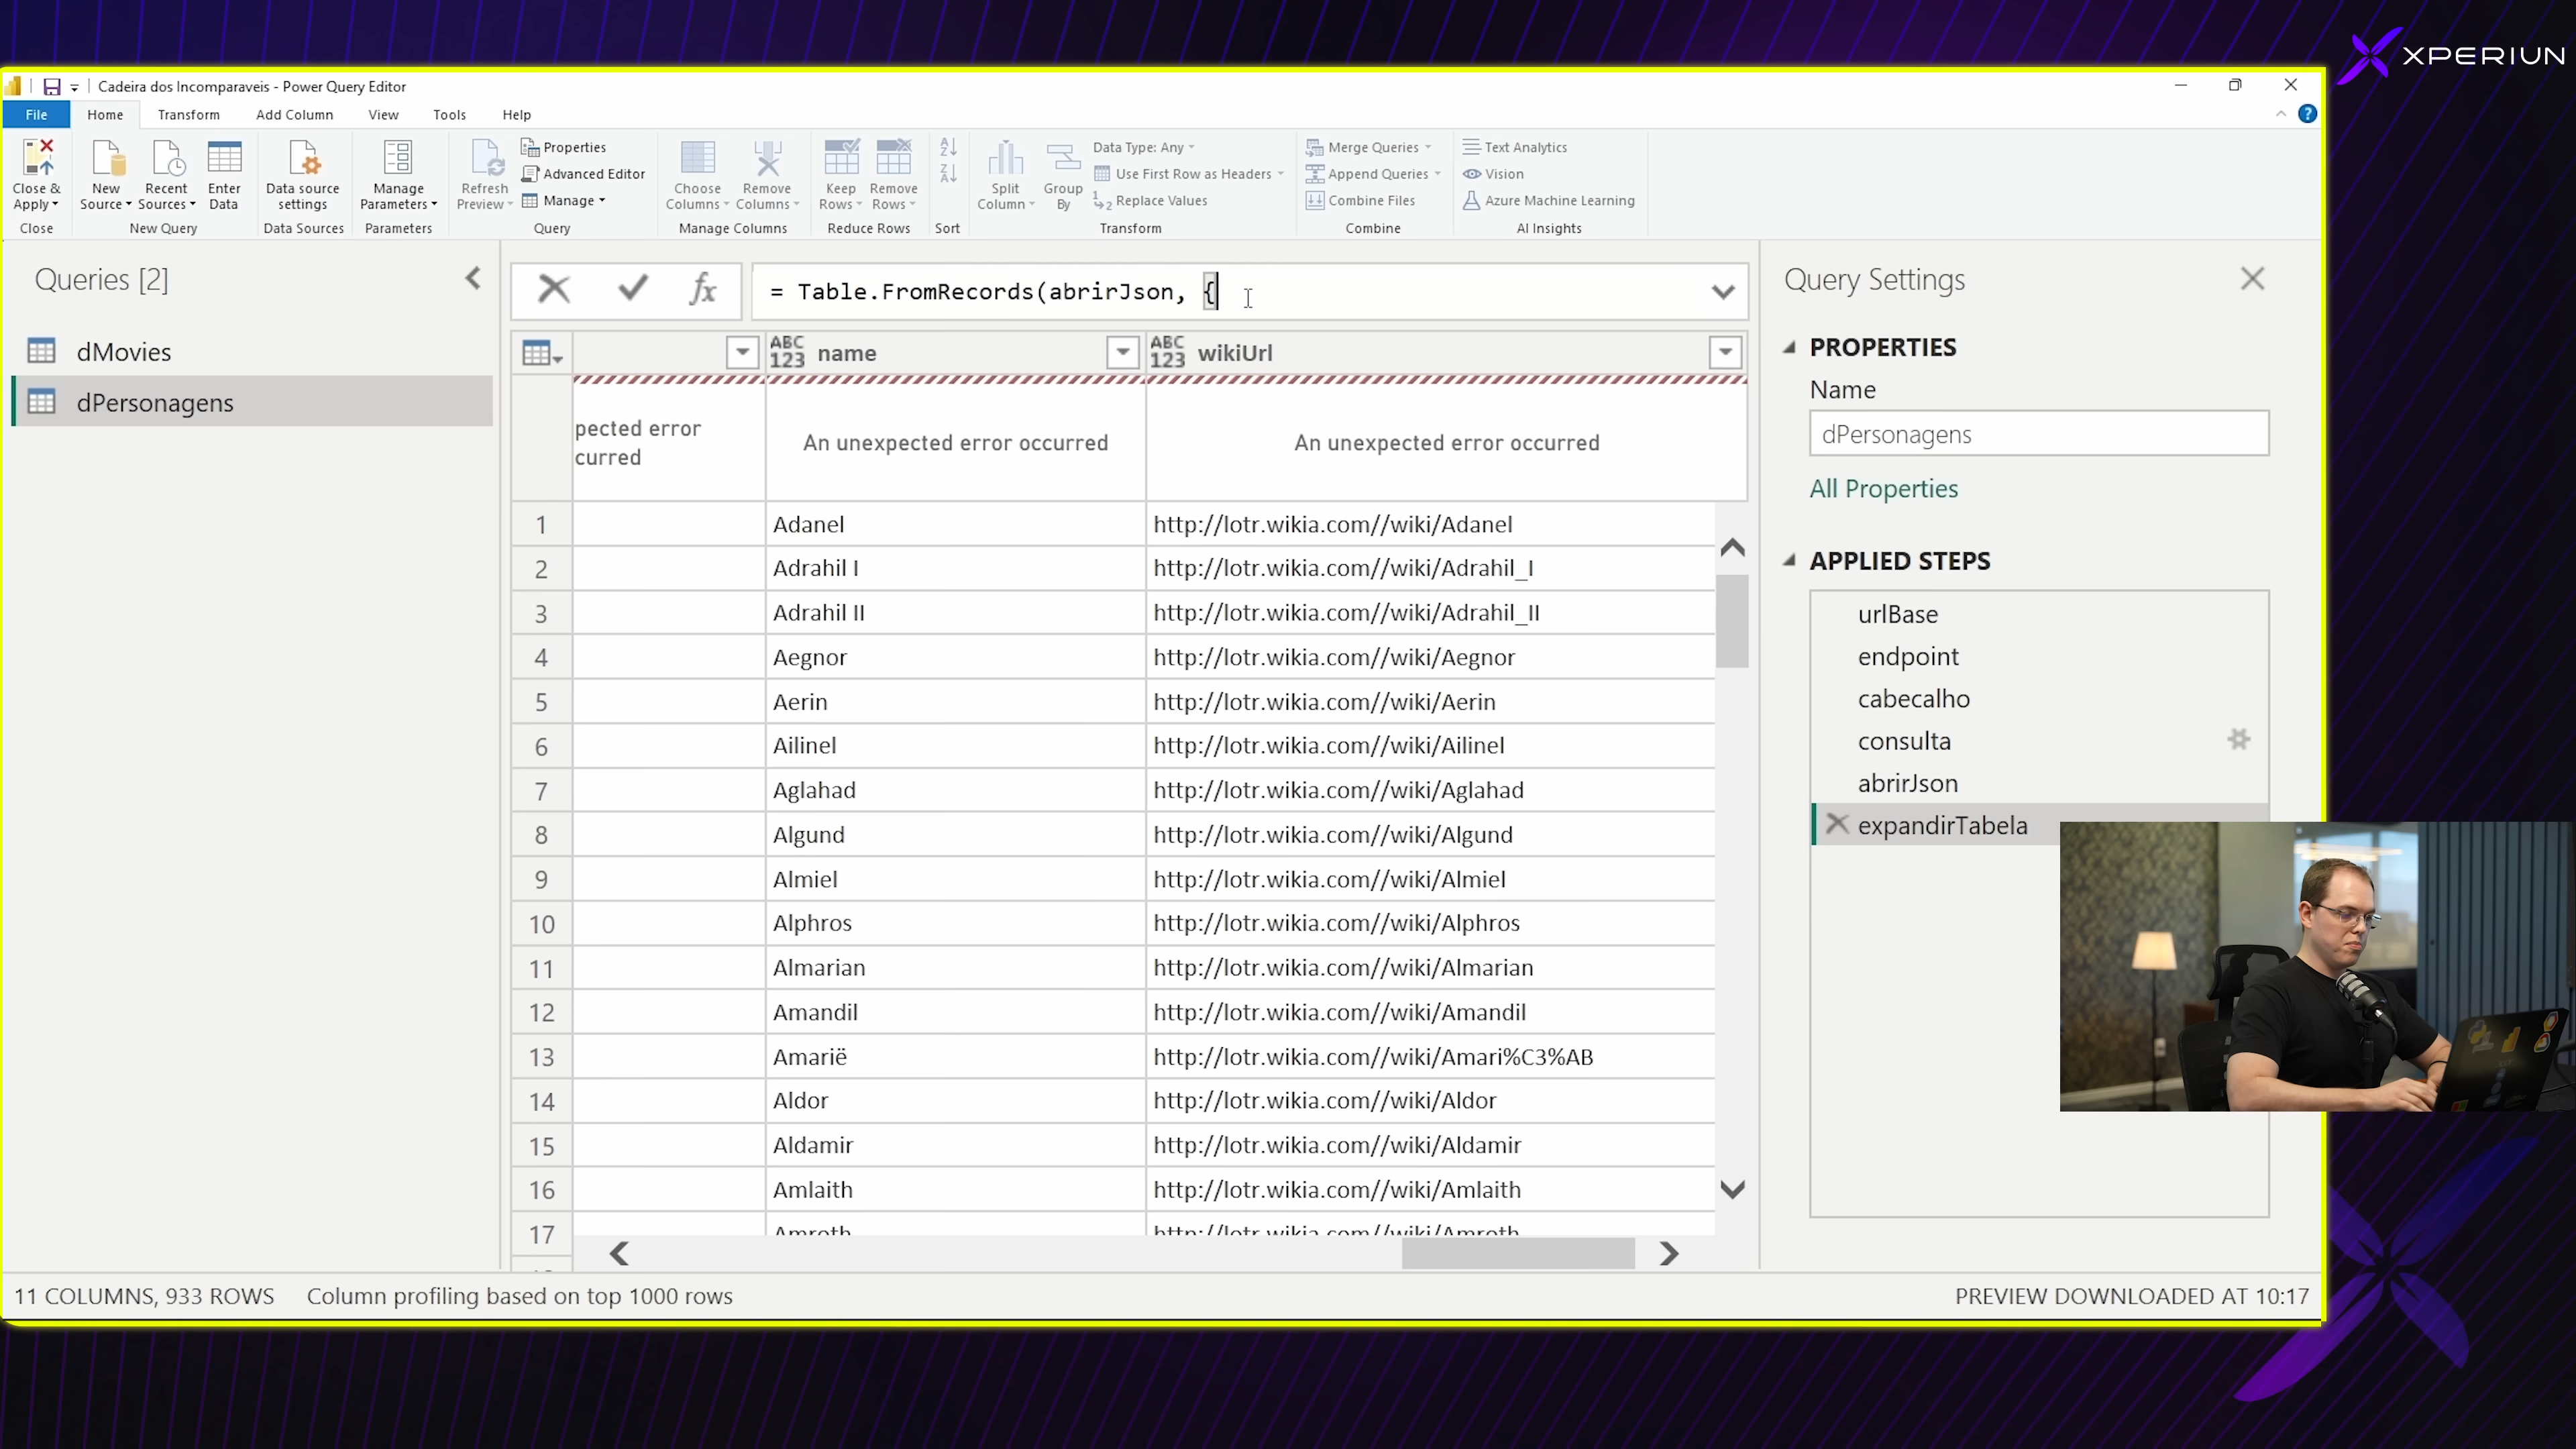 XPERIUN
Cadeira dos Incomparaveis - Power Query Editor
File Home Transform Add Column View Tools Help
Close & Apply
New Source
Recent Sources
Enter Data
Data source settings
Manage Parameters
Refresh Preview
Properties
Advanced Editor
Manage
Choose Columns
Remove Columns
Keep Rows
Remove Rows
Split Column
Group By
Data Type: Any
Use First Row as Headers
Replace Values
Merge Queries
Append Queries
Combine Files
Text Analytics
Vision
Azure Machine Learning
Close New Query Data Sources Parameters Query Manage Columns Reduce Rows Sort Transform Combine AI Insights
Queries [2]
dMovies
dPersonagens
fx
= Table.FromRecords(abrirJson, {
ABC 123 name ABC 123 wikiUrl
pected error
curred
An unexpected error occurred An unexpected error occurred
1 Adanel http://lotr.wikia.com//wiki/Adanel
2 Adrahil I http://lotr.wikia.com//wiki/Adrahil_I
3 Adrahil II http://lotr.wikia.com//wiki/Adrahil_II
4 Aegnor http://lotr.wikia.com//wiki/Aegnor
5 Aerin http://lotr.wikia.com//wiki/Aerin
6 Ailinel http://lotr.wikia.com//wiki/Ailinel
7 Aglahad http://lotr.wikia.com//wiki/Aglahad
8 Algund http://lotr.wikia.com//wiki/Algund
9 Almiel http://lotr.wikia.com//wiki/Almiel
10 Alphros http://lotr.wikia.com//wiki/Alphros
11 Almarian http://lotr.wikia.com//wiki/Almarian
12 Amandil http://lotr.wikia.com//wiki/Amandil
13 Amarië http://lotr.wikia.com//wiki/Amari%C3%AB
14 Aldor http://lotr.wikia.com//wiki/Aldor
15 Aldamir http://lotr.wikia.com//wiki/Aldamir
16 Amlaith http://lotr.wikia.com//wiki/Amlaith
17 Amroth http://lotr.wikia.com//wiki/Amroth
Query Settings
PROPERTIES
Name
dPersonagens
All Properties
APPLIED STEPS
urlBase
endpoint
cabecalho
consulta
abrirJson
expandirTabela
11 COLUMNS, 933 ROWS Column profiling based on top 1000 rows PREVIEW DOWNLOADED AT 10:17